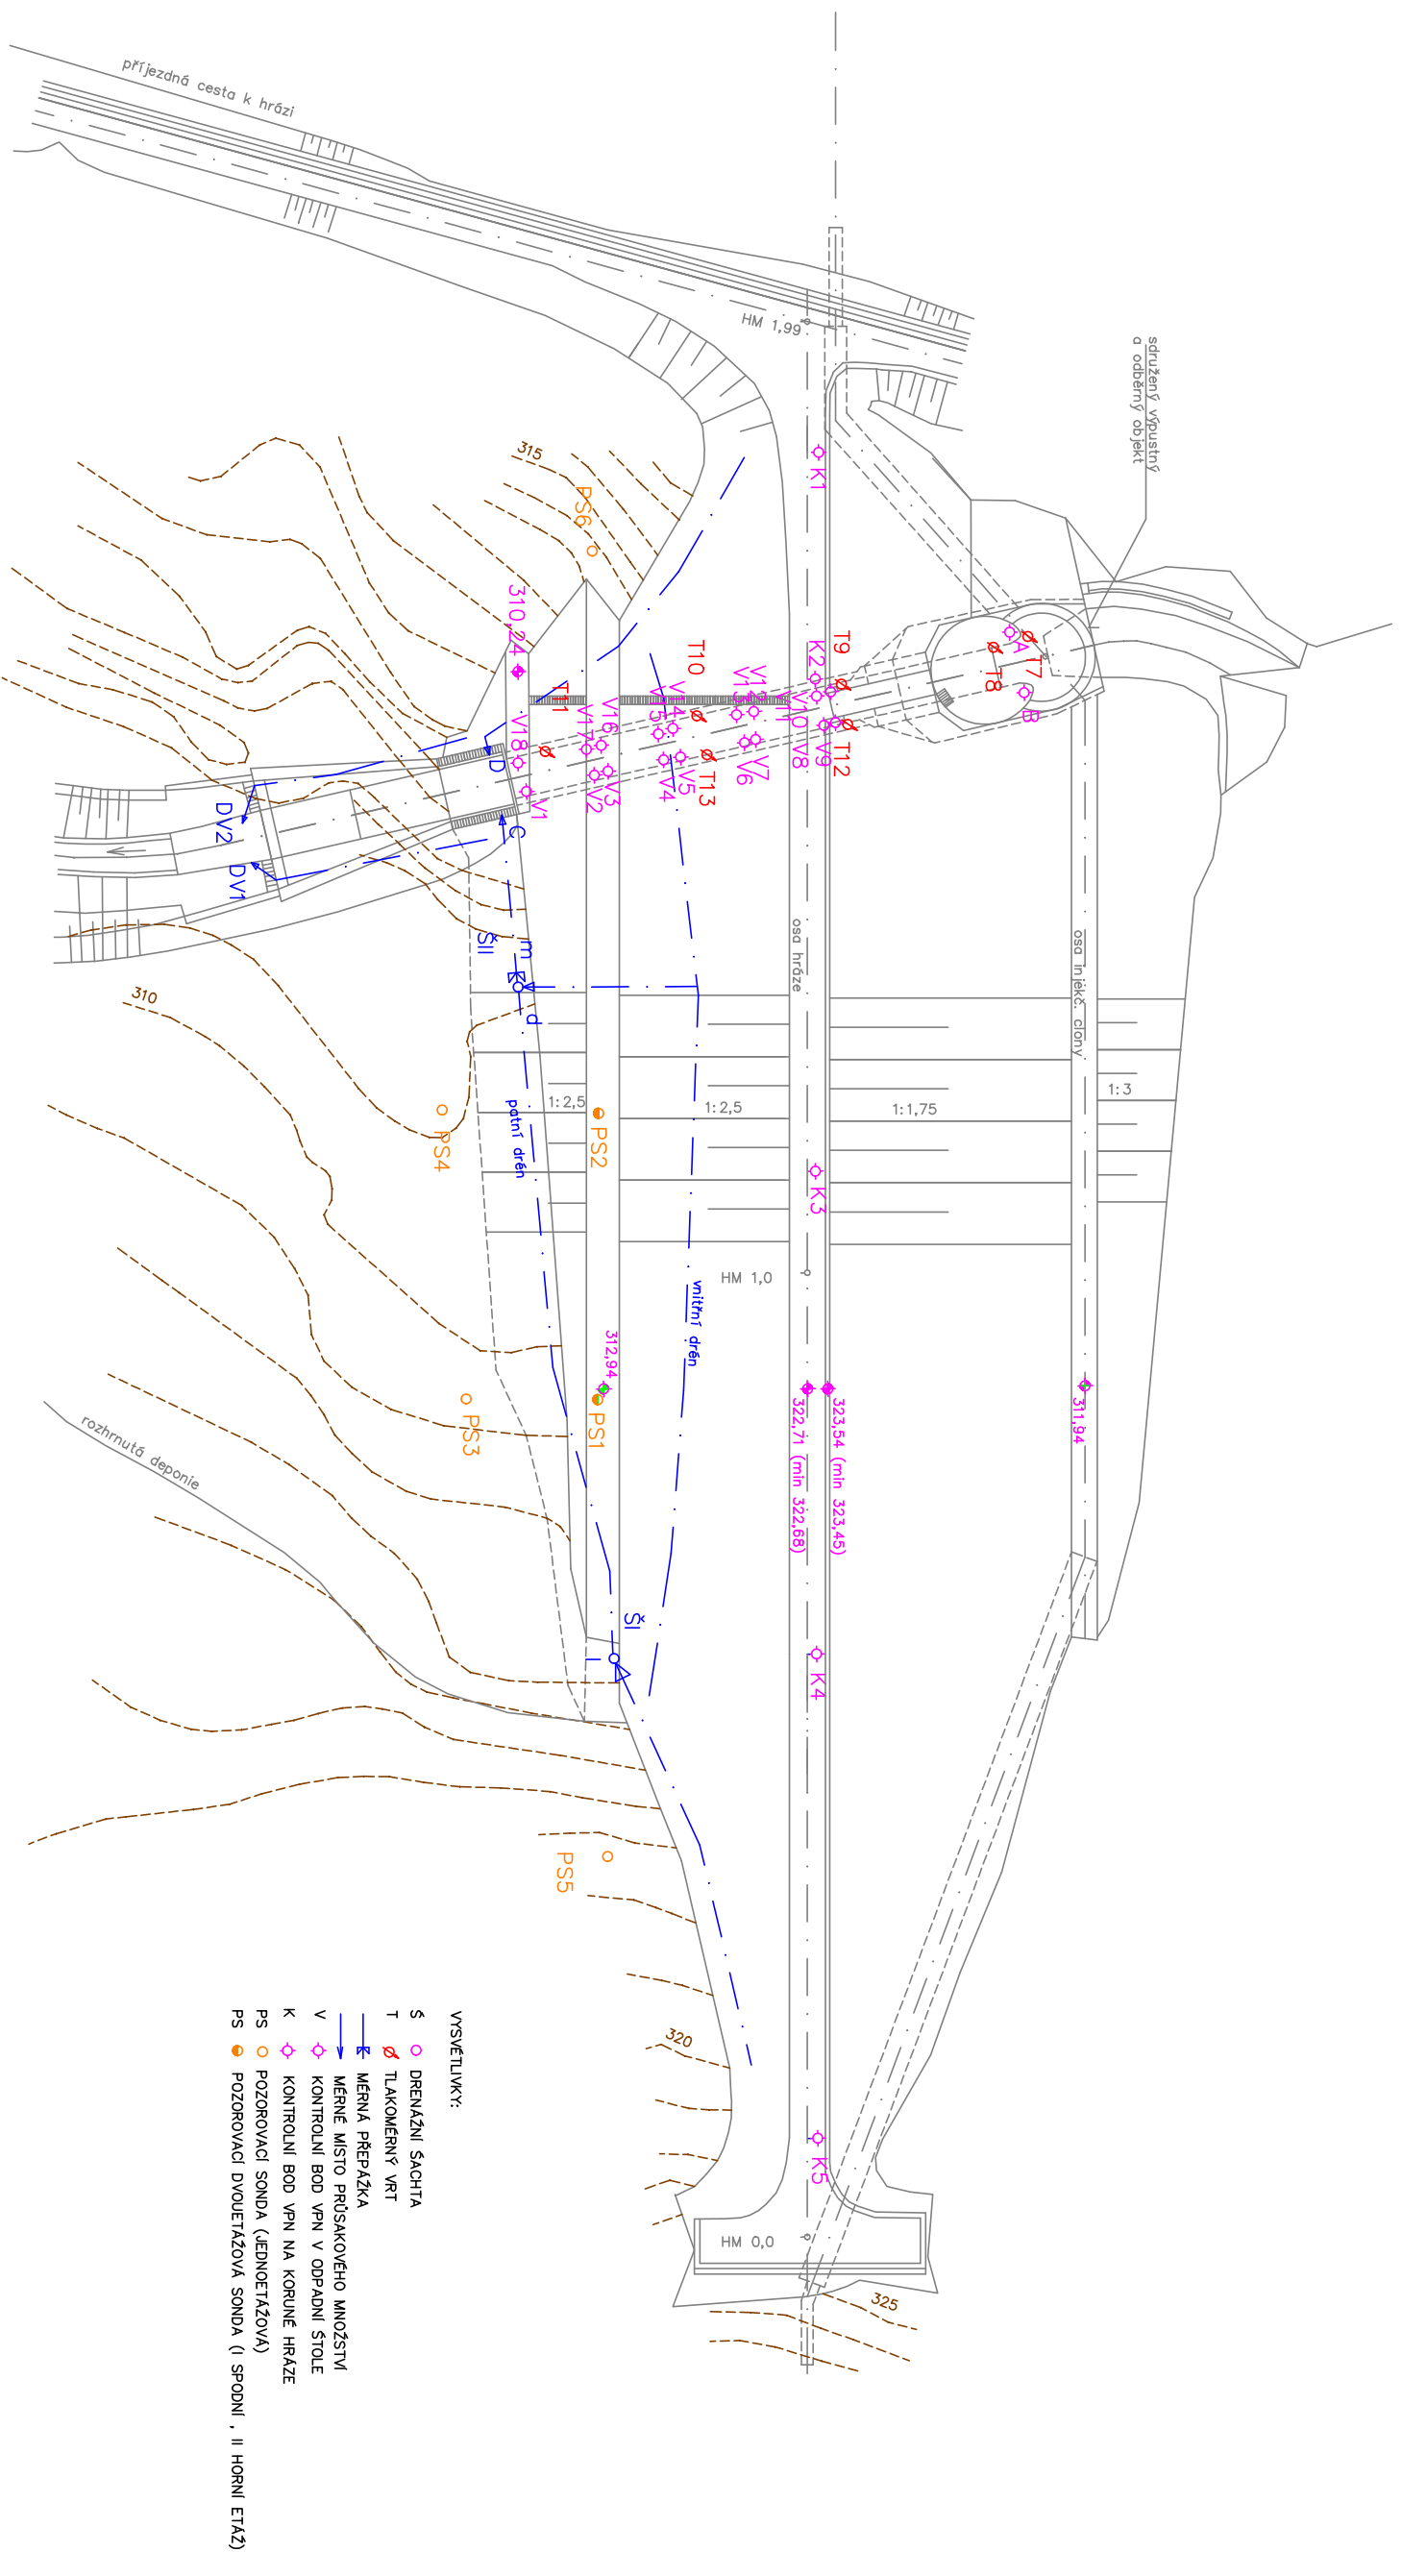 příjezdná cesta k hrázi
HM 1,99
sdružený výpustný
a odběrný objekt
K1
315
PS6
310,24
A
T7
T8
B
T9
K2
T10
T11
V12
V13
V11
V14
V15
V16
V17
V18
V10
V9
V8
T12
V7
V6
T13
V5
V4
V3
V2
V1
D
C
DV2
DV1
osa hráze
osa injekč. clony
ŠII
m
d
310
1:2,5
1:2,5
1:1,75
1:3
PS4
patní drén
PS2
K3
HM 1,0
vnitřní drén
312,94
PS1
PS3
322,71 (min 322,68)
323,54 (min 323,45)
311,94
rozhrnutá deponie
ŠI
K4
PS5
320
K5
HM 0,0
325
VYSVĚTLIVKY:
Š DRENÁŽNÍ ŠACHTA
T TLAKOMĚRNÝ VRT
MĚRNÁ PŘEPÁŽKA
MĚRNÉ MÍSTO PRŮSAKOVÉHO MNOŽSTVÍ
V KONTROLNÍ BOD VPN V ODPADNÍ ŠTOLE
K KONTROLNÍ BOD VPN NA KORUNĚ HRÁZE
PS POZOROVACÍ SONDA (JEDNOETÁŽOVÁ)
PS POZOROVACÍ DVOUETÁŽOVÁ SONDA (I SPODNÍ , II HORNÍ ETÁŽ)